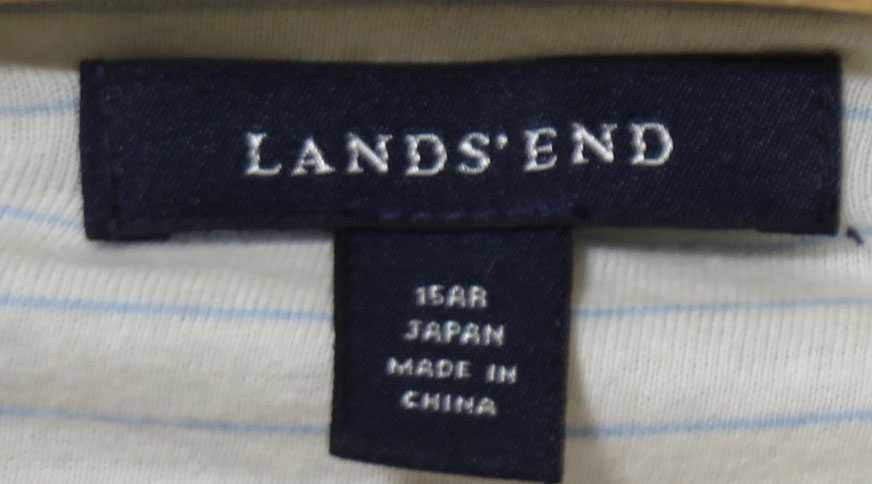 LANDS' END
15AR
JAPAN
MADE IN
CHINA